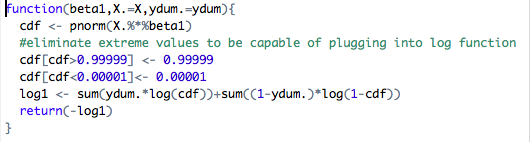 function(beta1,X.=X,ydum.=ydum){
cdf <- pnorm(X.%*%beta1)
#eliminate extreme values to be capable of plugging into log function
cdf[cdf>0.99999] <- 0.99999
cdf[cdf<0.00001]<- 0.00001
log1 <- sum(ydum.*log(cdf))+sum((1-ydum.)*log(1-cdf))
return(-log1)
}